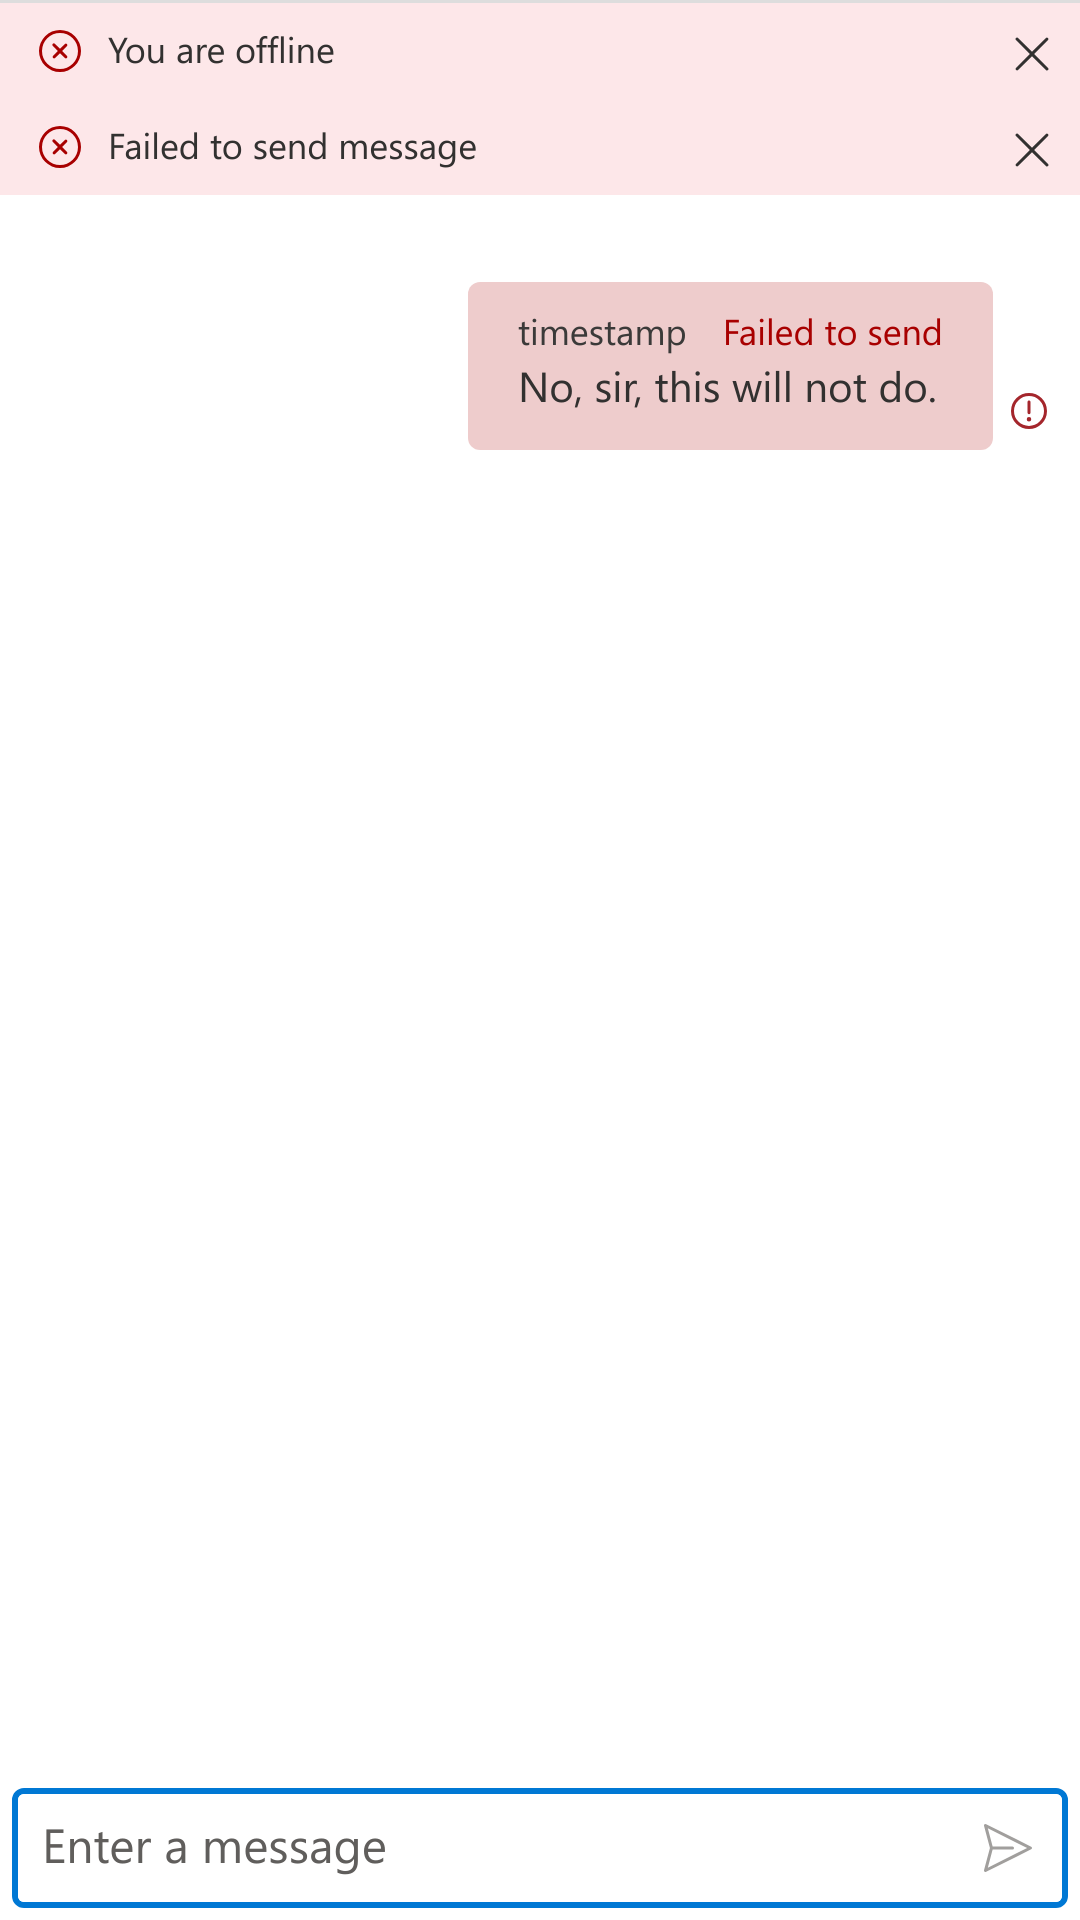 You are offline
Failed to send message
timestamp Failed to send
No, sir, this will not do.
Enter a message